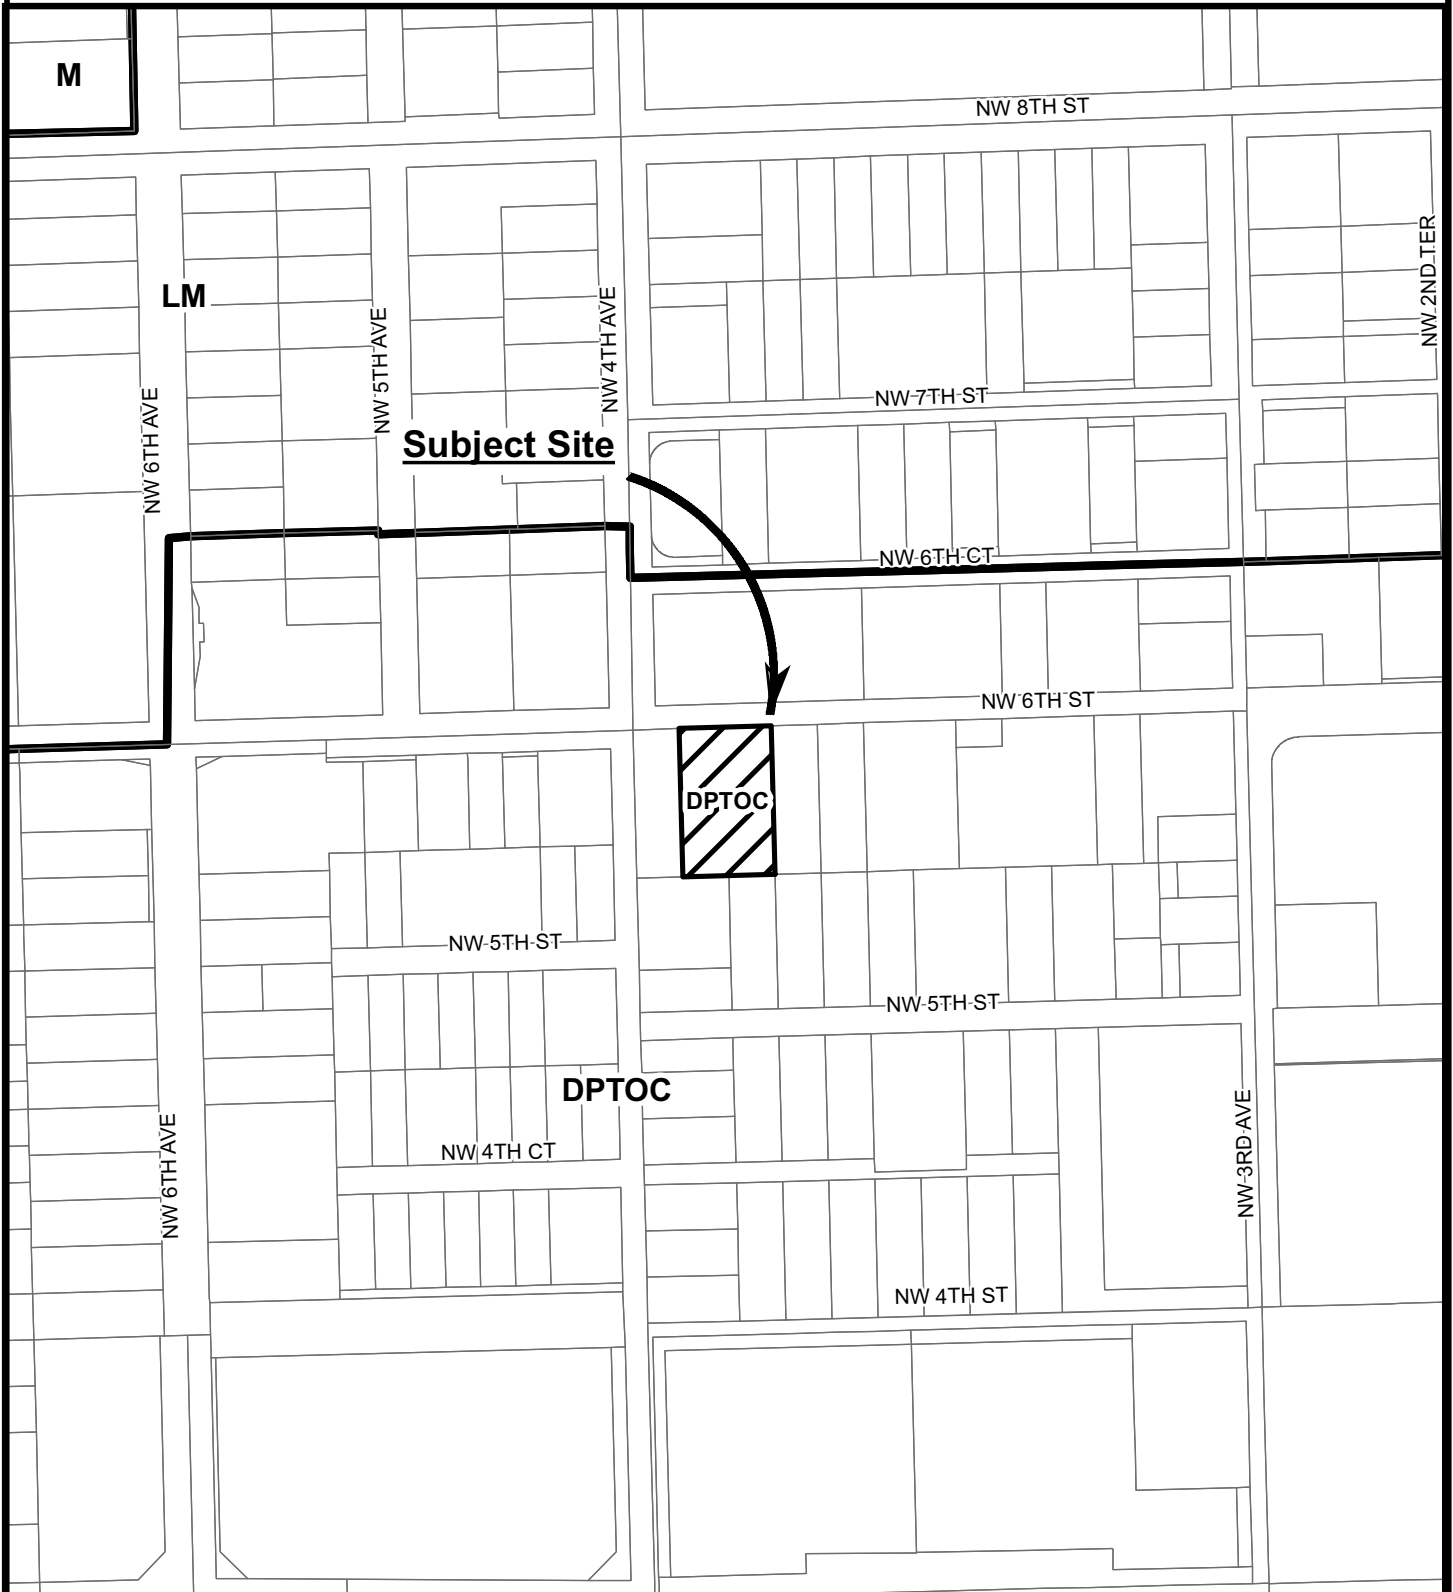 M
NW 8TH ST
NW 2ND TER
LM
NW 4TH AVE
NW 5TH AVE
NW 6TH AVE
NW 7TH ST
Subject Site
NW 6TH CT
NW 6TH ST
DPTOC
NW 5TH ST
NW 5TH ST
DPTOC
NW 4TH CT
NW 6TH AVE
NW 3RD AVE
NW 4TH ST